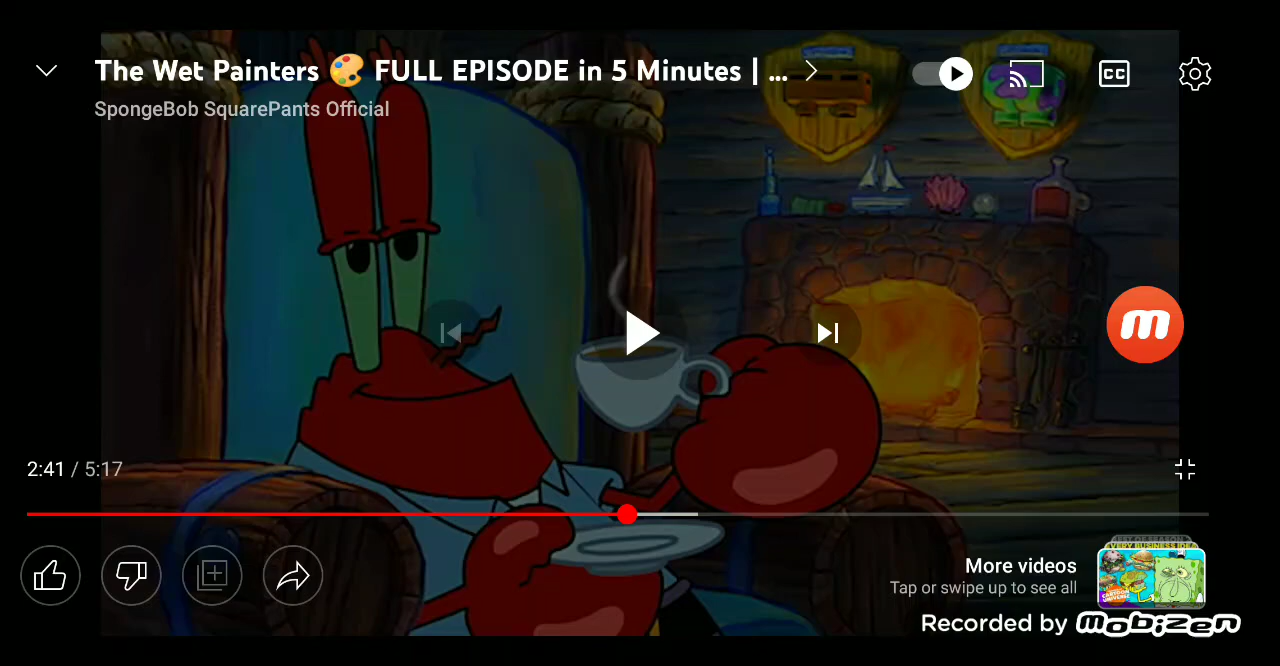 The Wet Painters 🎨 FULL EPISODE in 5 Minutes | ...
CC
SpongeBob SquarePants Official
m
2:41 / 5:17
More videos
Tap or swipe up to see all
Recorded by mobizen